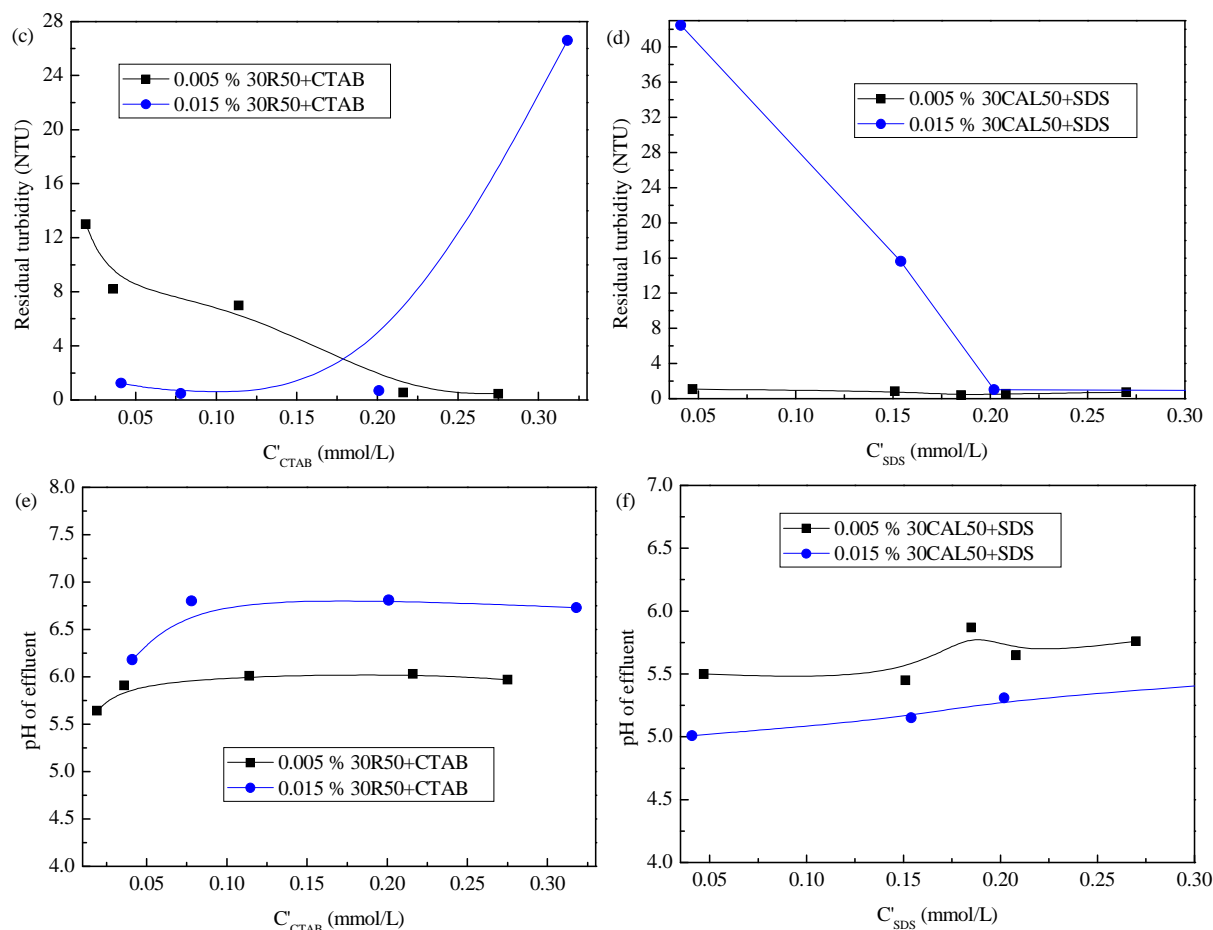 (c)
28
24
20
16
12
8
4
0
Residual turbidity (NTU)
0.005 % 30R50+CTAB
0.015 % 30R50+CTAB
0.05
0.10
0.15
0.20
0.25
0.30
C'CTAB (mmol/L)
(d)
40
36
32
28
24
20
16
12
8
4
0
Residual turbidity (NTU)
0.005 % 30CAL50+SDS
0.015 % 30CAL50+SDS
0.05
0.10
0.15
0.20
0.25
0.30
C'SDS (mmol/L)
(e)
8.0
7.5
7.0
6.5
6.0
5.5
5.0
4.5
4.0
pH of effluent
0.005 % 30R50+CTAB
0.015 % 30R50+CTAB
0.05
0.10
0.15
0.20
0.25
0.30
C'CTAB (mmol/L)
(f)
7.0
6.5
6.0
5.5
5.0
4.5
4.0
pH of effluent
0.005 % 30CAL50+SDS
0.015 % 30CAL50+SDS
0.05
0.10
0.15
0.20
0.25
0.30
C'SDS (mmol/L)